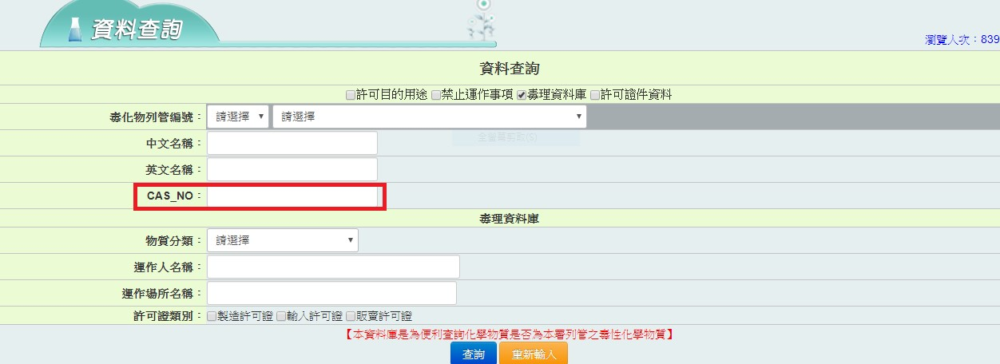 資料查詢
瀏覽人次：839
資料查詢
許可目的用途 禁止運作事項 毒理資料庫 許可證件資料
毒化物列管編號： 請選擇 請選擇
全螢幕剪取(S)
中文名稱：
英文名稱：
CAS_NO：
毒理資料庫
物質分類： 請選擇
運作人名稱：
運作場所名稱：
許可證類別： 製造許可證 輸入許可證 販賣許可證
【本資料庫是為便利查詢化學物質是否為本署列管之毒性化學物質】
查詢 重新輸入